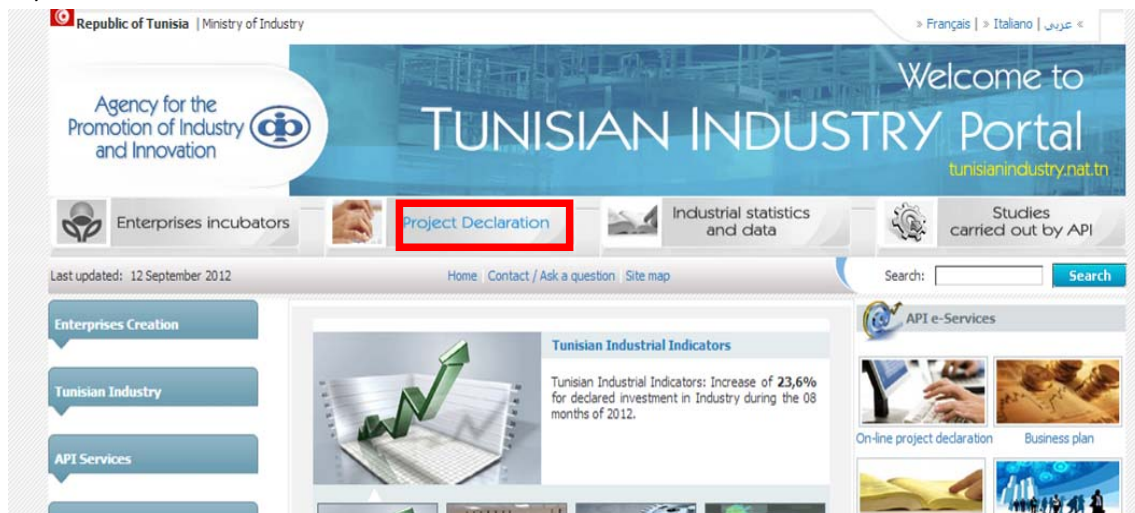 Republic of Tunisia | Ministry of Industry
» Français | » Italiano | عربي »
Agency for the
Promotion of Industry
and Innovation
Welcome to
TUNISIAN INDUSTRY Portal
tunisianindustry.nat.tn
Enterprises incubators
Project Declaration
Industrial statistics
and data
Studies
carried out by API
Last updated: 12 September 2012
Home | Contact / Ask a question | Site map
Search:
Search
Enterprises Creation
Tunisian Industry
API Services
Tunisian Industrial Indicators
Tunisian Industrial Indicators: Increase of 23,6%
for declared investment in Industry during the 08
months of 2012.
API e-Services
On-line project declaration
Business plan